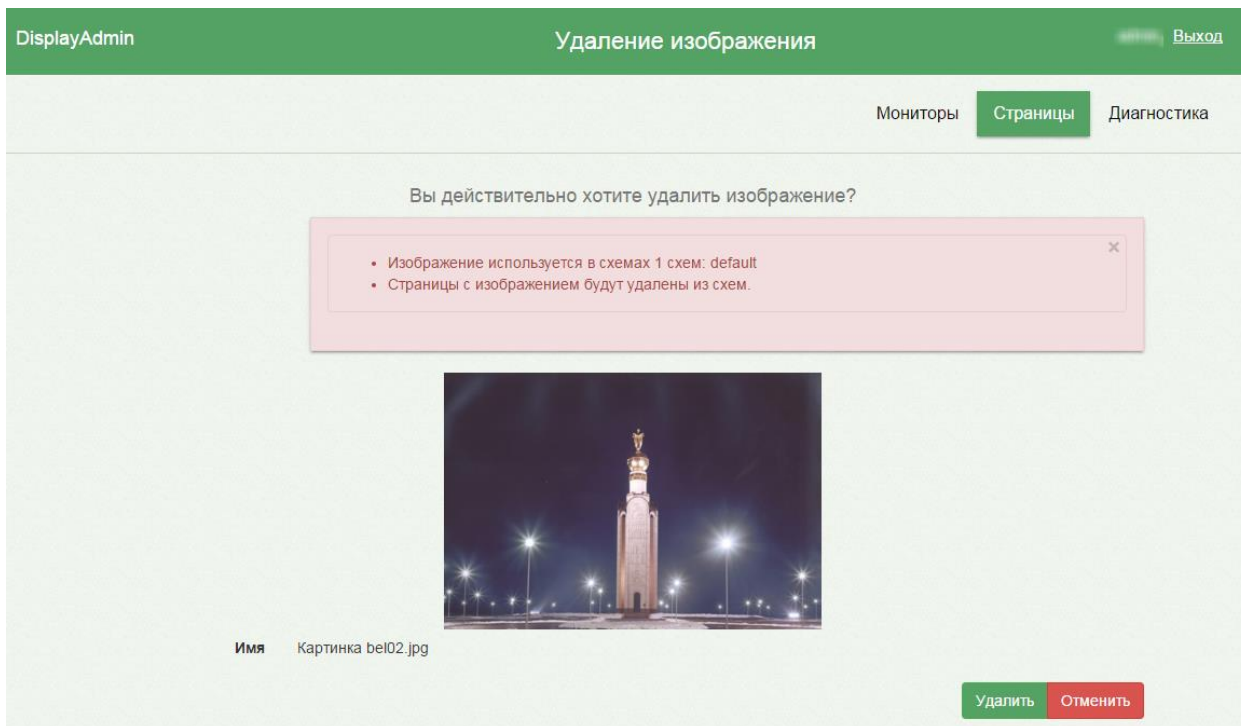 DisplayAdmin
Удаление изображения
Выход
Мониторы
Страницы
Диагностика
Вы действительно хотите удалить изображение?
×
• Изображение используется в схемах 1 схем: default
• Страницы с изображением будут удалены из схем.
Имя Картинка bel02.jpg
Удалить
Отменить